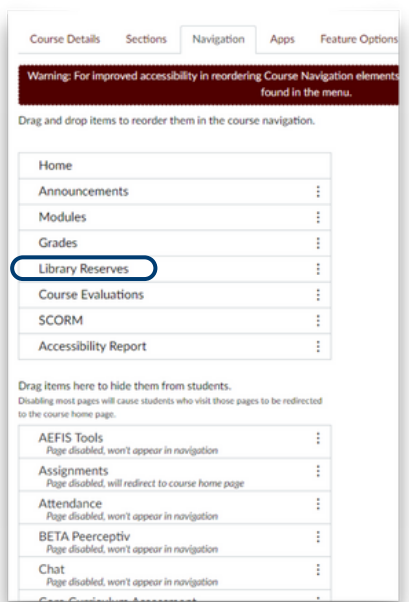 Course Details Sections Navigation Apps Feature Options
Warning: For improved accessibility in reordering Course Navigation elements
found in the menu.
Drag and drop items to reorder them in the course navigation.
Home
Announcements
Modules
Grades
Library Reserves
Course Evaluations
SCORM
Accessibility Report
Drag items here to hide them from students.
Disabling most pages will cause students who visit those pages to be redirected
to the course home page.
AEFIS Tools
Page disabled, won't appear in navigation
Assignments
Page disabled, will redirect to course home page
Attendance
Page disabled, won't appear in navigation
BETA Peerceptiv
Page disabled, won't appear in navigation
Chat
Page disabled, won't appear in navigation